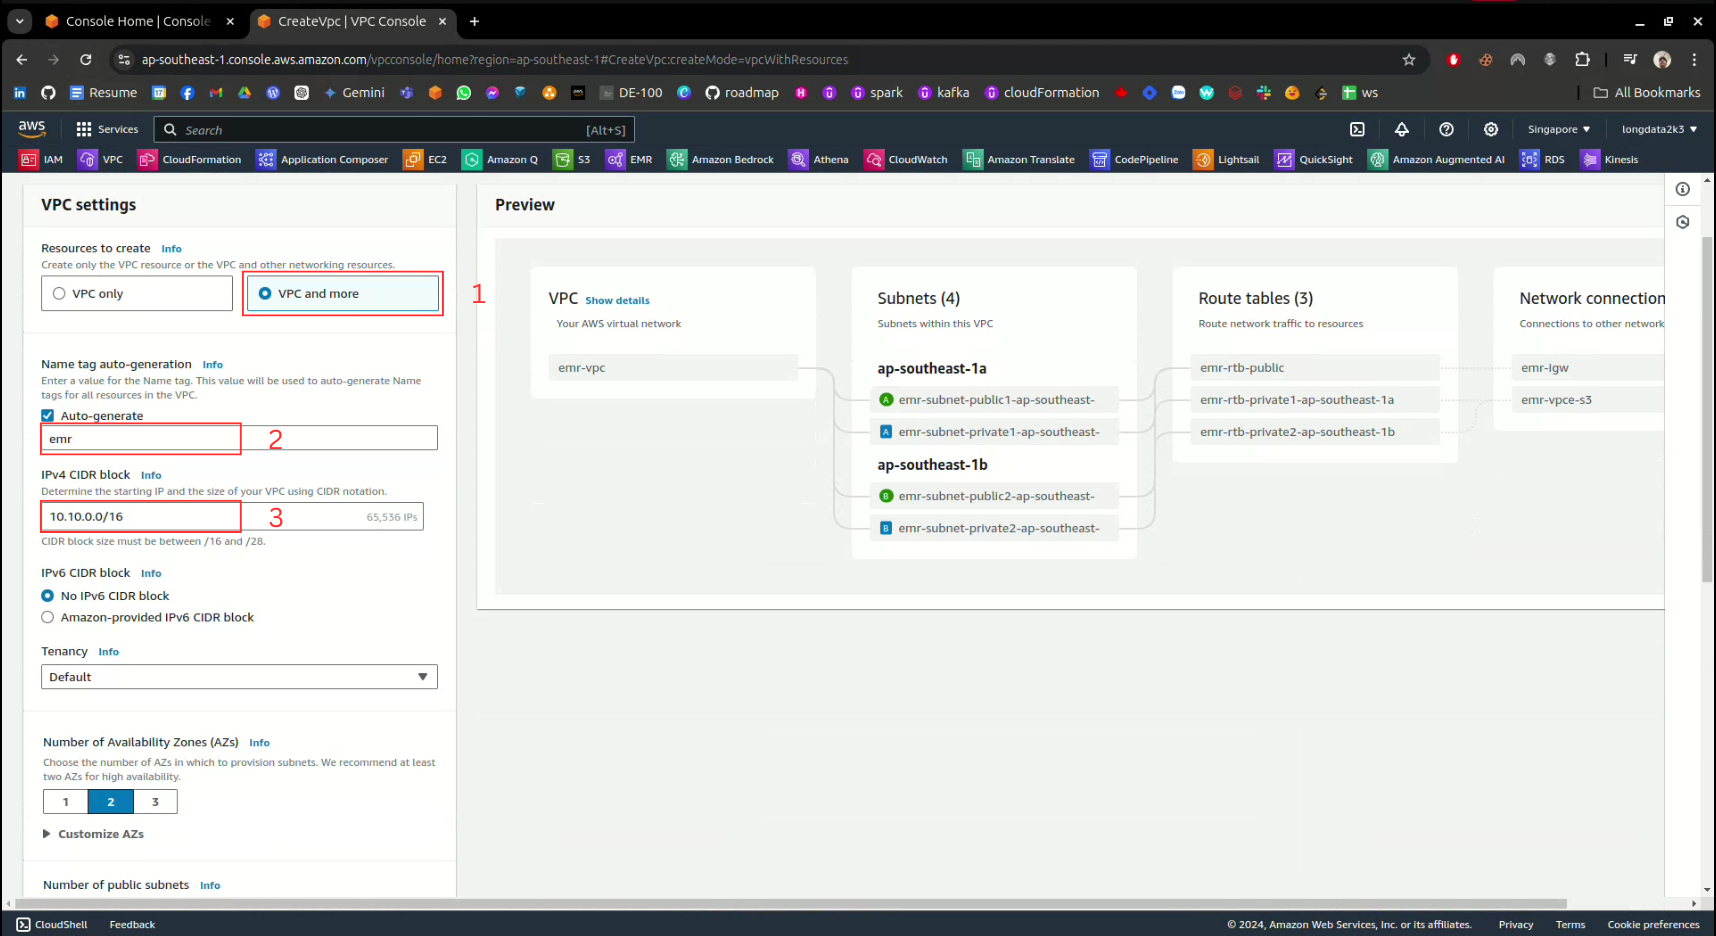 Console Home | Console
CreateVpc | VPC Console
ap-southeast-1.console.aws.amazon.com/vpcconsole/home?region=ap-southeast-1#CreateVpc:createMode=vpcWithResources
Resume
Gemini
DE-100
roadmap
spark
kafka
cloudFormation
ws
All Bookmarks
aws
Services
Search
[Alt+S]
Singapore
longdata2k3
IAM
VPC
CloudFormation
Application Composer
EC2
Amazon Q
S3
EMR
Amazon Bedrock
Athena
CloudWatch
Amazon Translate
CodePipeline
Lightsail
QuickSight
Amazon Augmented AI
RDS
Kinesis
VPC settings
Resources to create Info
Create only the VPC resource or the VPC and other networking resources.
VPC only
VPC and more
1
Name tag auto-generation Info
Enter a value for the Name tag. This value will be used to auto-generate Name
tags for all resources in the VPC.
Auto-generate
emr
2
IPv4 CIDR block Info
Determine the starting IP and the size of your VPC using CIDR notation.
10.10.0.0/16
3
65,536 IPs
CIDR block size must be between /16 and /28.
IPv6 CIDR block Info
No IPv6 CIDR block
Amazon-provided IPv6 CIDR block
Tenancy Info
Default
Number of Availability Zones (AZs) Info
Choose the number of AZs in which to provision subnets. We recommend at least
two AZs for high availability.
1
2
3
Customize AZs
Number of public subnets Info
Preview
VPC Show details
Your AWS virtual network
emr-vpc
Subnets (4)
Subnets within this VPC
ap-southeast-1a
A emr-subnet-public1-ap-southeast-
A emr-subnet-private1-ap-southeast-
ap-southeast-1b
B emr-subnet-public2-ap-southeast-
B emr-subnet-private2-ap-southeast-
Route tables (3)
Route network traffic to resources
emr-rtb-public
emr-rtb-private1-ap-southeast-1a
emr-rtb-private2-ap-southeast-1b
Network connection
Connections to other network
emr-igw
emr-vpce-s3
CloudShell
Feedback
© 2024, Amazon Web Services, Inc. or its affiliates.
Privacy
Terms
Cookie preferences